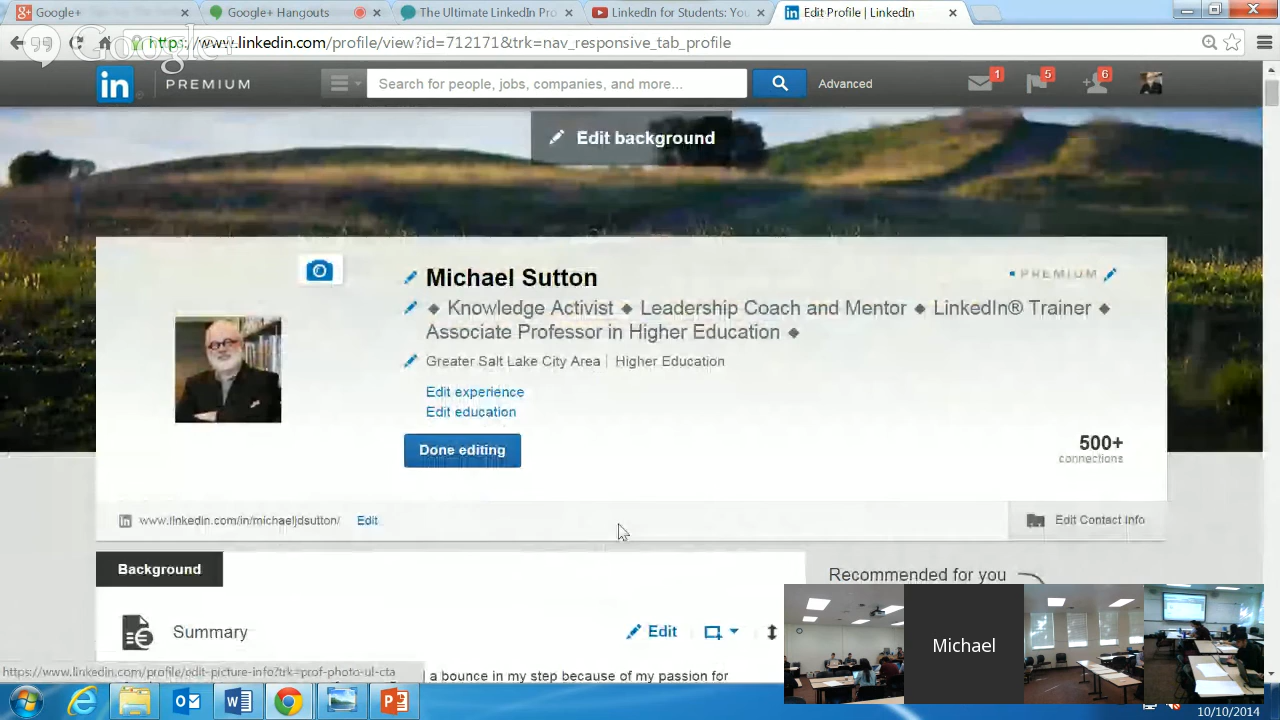 Google+
Google+ Hangouts
The Ultimate LinkedIn Pro
LinkedIn for Students: You
Edit Profile | LinkedIn
https://www.linkedin.com/profile/view?id=712171&trk=nav_responsive_tab_profile
Google+
in PREMIUM
Search for people, jobs, companies, and more...
Advanced
1
5
6
Edit background
Michael Sutton
PREMIUM
◆ Knowledge Activist ◆ Leadership Coach and Mentor ◆ LinkedIn® Trainer ◆
Associate Professor in Higher Education ◆
Greater Salt Lake City Area | Higher Education
Edit experience
Edit education
Done editing
500+
connections
www.linkedin.com/in/michaeljdsutton/ Edit
Edit Contact Info
Background
Recommended for you
Summary
Edit
Michael
https://www.linkedin.com/profile/edit-picture-info?trk=prof-photo-ul-cta
a bounce in my step because of my passion for
10/10/2014